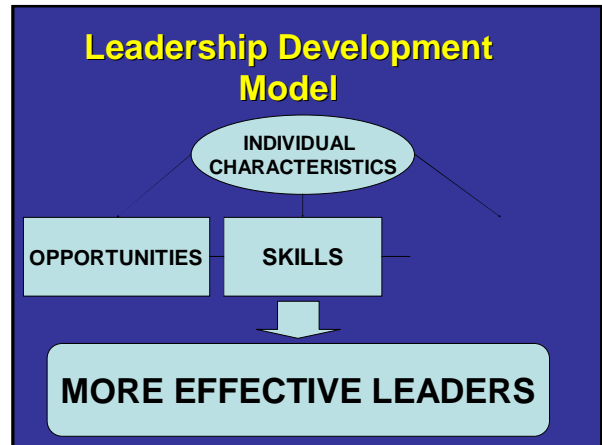 Leadership Development
Model
INDIVIDUAL
CHARACTERISTICS
OPPORTUNITIES
SKILLS
MORE EFFECTIVE LEADERS